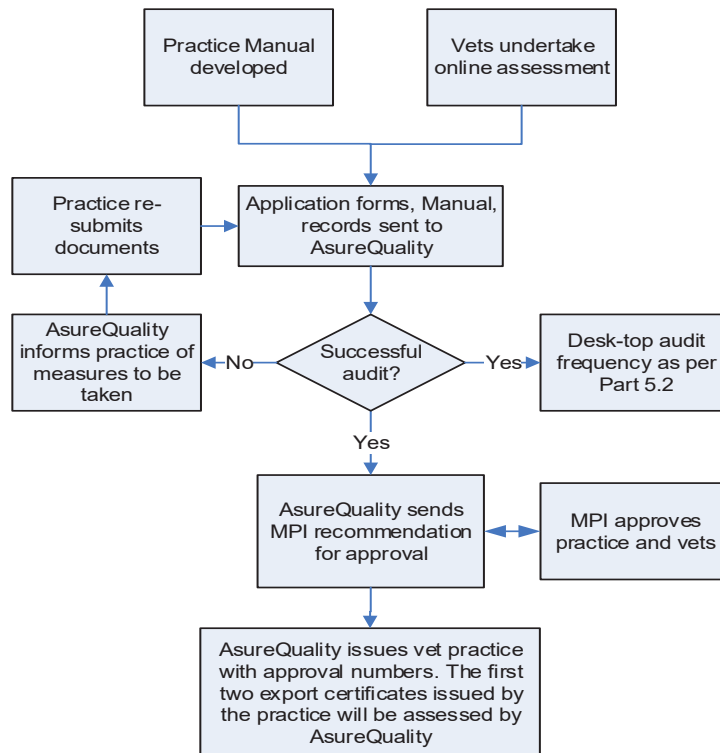 Practice Manual
developed
Vets undertake
online assessment
Practice re-
submits
documents
Application forms, Manual,
records sent to
AsureQuality
AsureQuality
informs practice of
measures to be
taken
No
Successful
audit?
Yes
Desk-top audit
frequency as per
Part 5.2
Yes
AsureQuality sends
MPI recommendation
for approval
MPI approves
practice and vets
AsureQuality issues vet practice
with approval numbers. The first
two export certificates issued by
the practice will be assessed by
AsureQuality